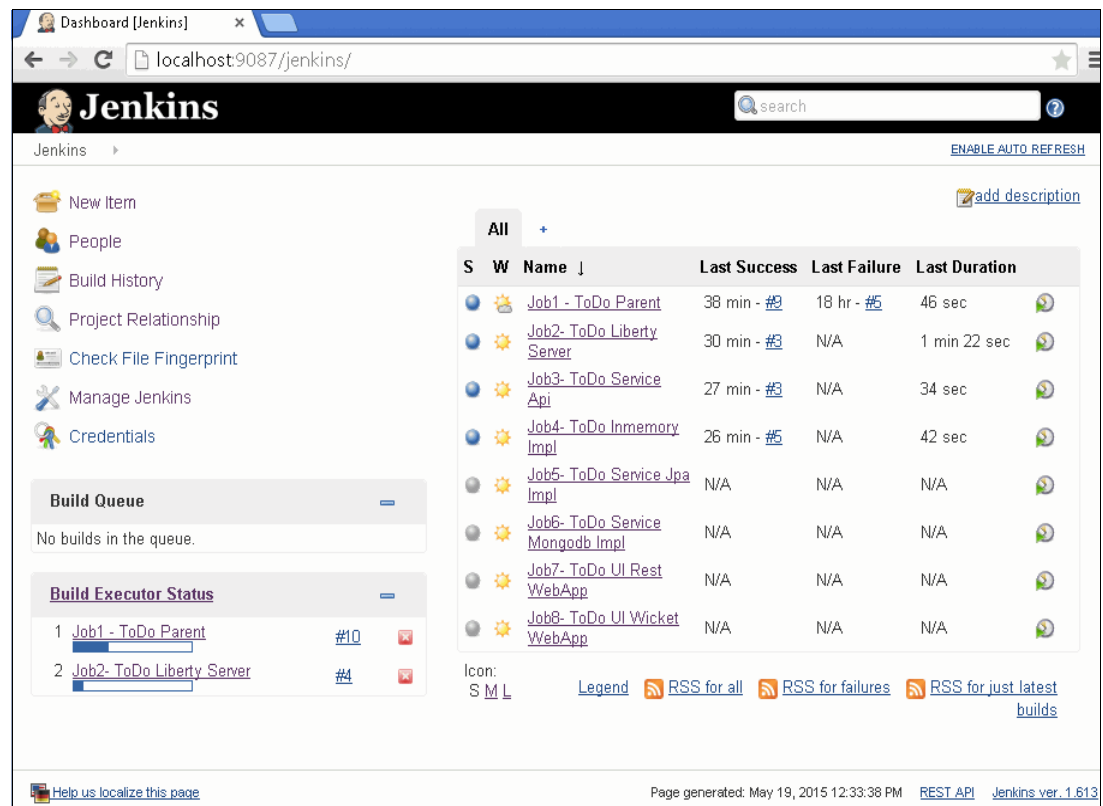 Dashboard [Jenkins]
localhost:9087/jenkins/
Jenkins
search
Jenkins
ENABLE AUTO REFRESH
New Item
People
Build History
Project Relationship
Check File Fingerprint
Manage Jenkins
Credentials
Build Queue
No builds in the queue.
Build Executor Status
1 Job1 - ToDo Parent #10
2 Job2- ToDo Liberty Server #4
add description
All +
S W Name ↓ Last Success Last Failure Last Duration
Job1 - ToDo Parent 38 min - #9 18 hr - #5 46 sec
Job2- ToDo Liberty
Server 30 min - #3 N/A 1 min 22 sec
Job3- ToDo Service
Api 27 min - #3 N/A 34 sec
Job4- ToDo Inmemory
Impl 26 min - #5 N/A 42 sec
Job5- ToDo Service Jpa
Impl N/A N/A N/A
Job6- ToDo Service
Mongodb Impl N/A N/A N/A
Job7- ToDo UI Rest
WebApp N/A N/A N/A
Job8- ToDo UI Wicket
WebApp N/A N/A N/A
Icon:
S M L
Legend RSS for all RSS for failures RSS for just latest
builds
Help us localize this page
Page generated: May 19, 2015 12:33:38 PM REST API Jenkins ver. 1.613